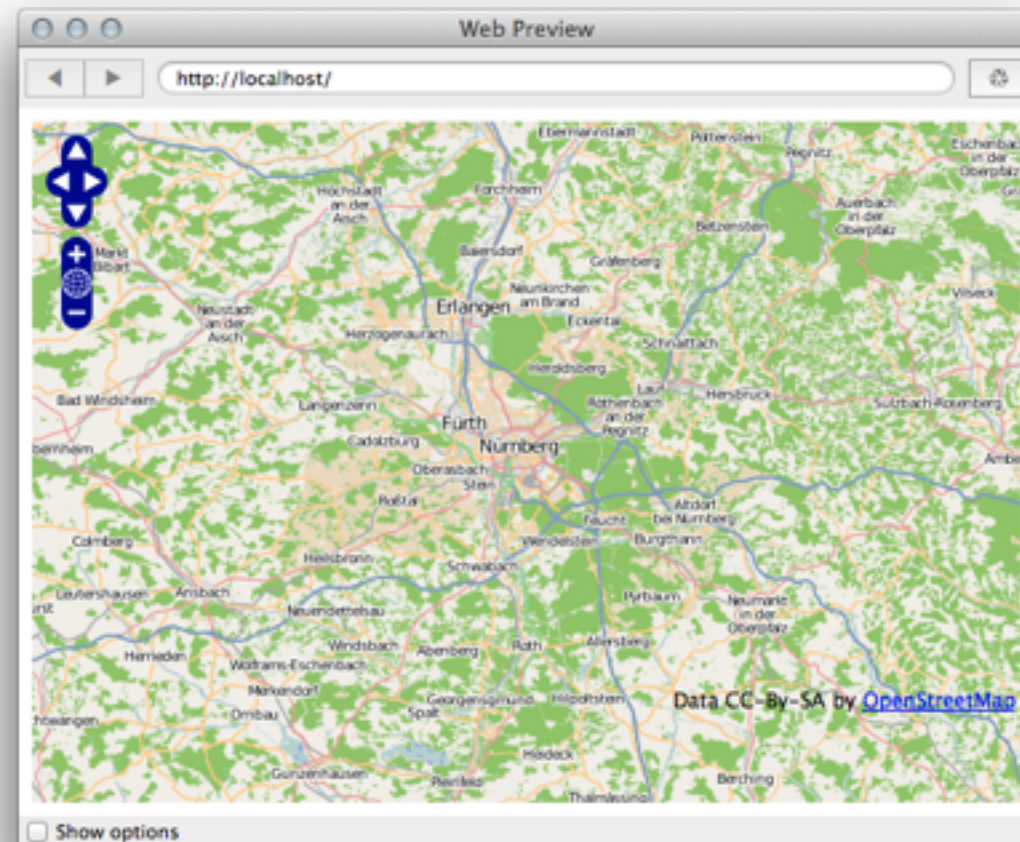 Web Preview
http://localhost/
Ebermannstadt
Pottenstein
Pegnitz
Eschenbach
in der
Oberpfalz
Höchstadt
an der
Aisch
Forchheim
Auerbach
in der
Oberpfalz
Betzenstein
Markt
Bibart
Baiersdorf
Gräfenberg
Neunkirchen
am Brand
Vilseck
Neustadt
an der
Aisch
Erlangen
Eckental
Herzogenaurach
Schnaittach
Heroldsberg
Lauf
Hersbruck
Bad Windsheim
Langenzenn
Röthenbach
an der
Pegnitz
Sulzbach-Rosenberg
Fürth
Cadolzburg
Nürnberg
Oberasbach
Stein
Roßtal
Altdorf
bei Nürnberg
Feucht
Wendelstein
Burgthann
Colmberg
Heilsbronn
Schwabach
Leutershausen
Ansbach
Pyrbaum
Neumarkt
in der
Oberpfalz
Neuendettelsau
Windsbach
Abenberg
Roth
Allersberg
Herrieden
Wolframs-Eschenbach
Merkendorf
Georgensgmünd
Hilpoltstein
Data CC-By-SA by OpenStreetMap
Spalt
Ornbau
Heideck
Gunzenhausen
Pleinfeld
Berching
Thalmässing
Show options